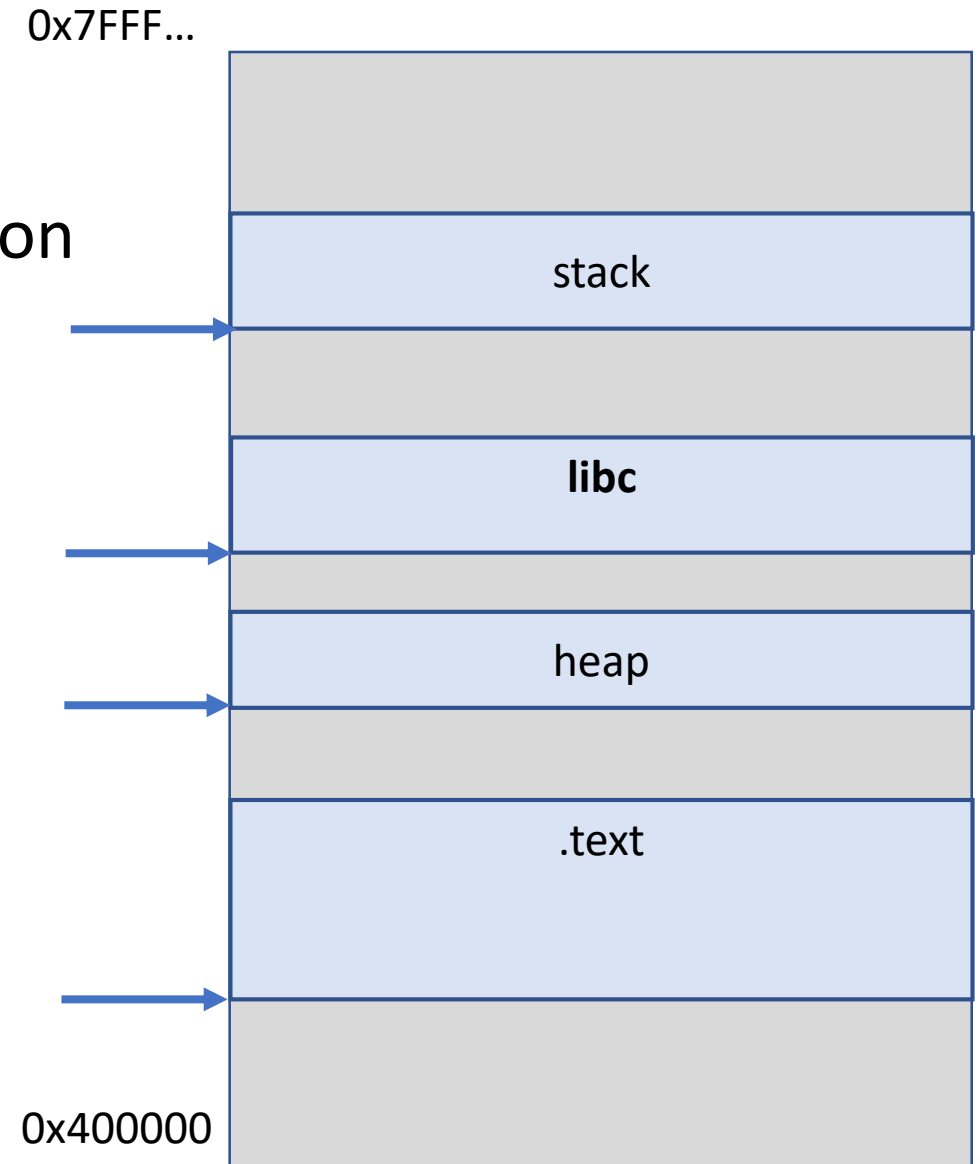 0x7FFF…
on
stack
libc
heap
.text
0x400000